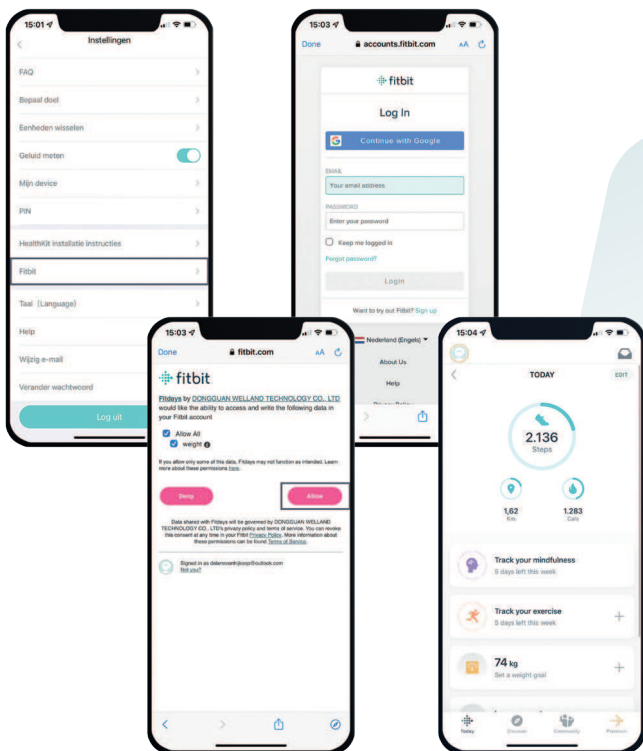 15:01
Instellingen
FAQ
Bepaal doel
Eenheden wisselen
Geluid meten
Mijn device
PIN
HealthKit installatie instructies
Fitbit
Taal (Language)
Help
Wijzig e-mail
Verander wachtwoord
Log uit
15:03
Done accounts.fitbit.com AA
fitbit
Log In
Continue with Google
EMAIL
Your email address
PASSWORD
Enter your password
Keep me logged in
Forgot password?
Login
Want to try out Fitbit? Sign up
Nederland (Engels)
About Us
Help
Privacy Policy
15:03
Done fitbit.com AA
fitbit
Fitdays by DONGGUAN WELLAND TECHNOLOGY CO., LTD
would like the ability to access and write the following data in
your Fitbit account
Allow All
weight
If you allow only some of this data, Fitdays may not function as intended. Learn
more about these permissions here.
Deny Allow
Data shared with Fitdays will be governed by DONGGUAN WELLAND
TECHNOLOGY CO., LTD's privacy policy and terms of service. You can revoke
this consent at any time in your Fitbit Privacy Policy. More information about
these permissions can be found Terms of Service.
Signed in as
Not you?
15:04
TODAY EDIT
2.136
Steps
1,62
Km
1.283
Cals
Track your mindfulness
5 days left this week
Track your exercise
5 days left this week
74 kg
Set a weight goal
Today Discover Community Premium